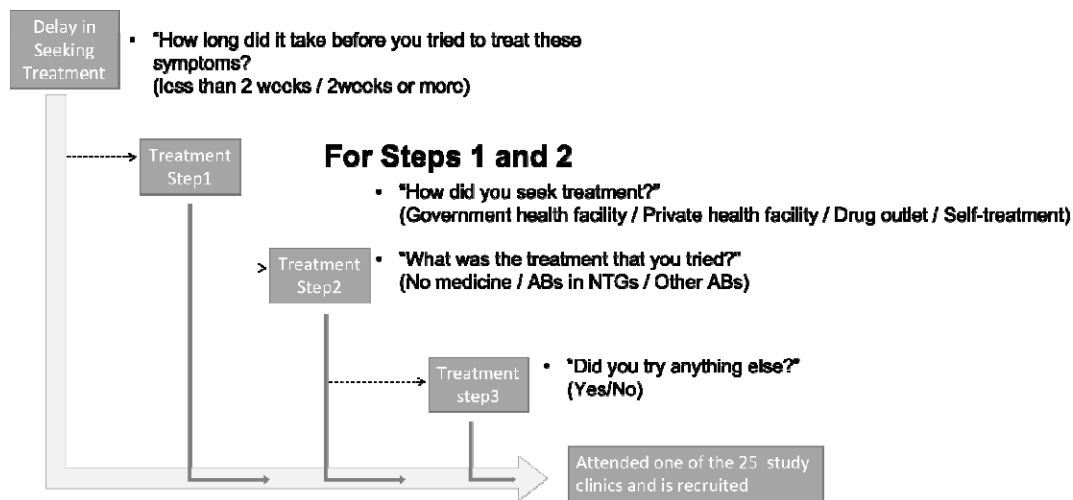 Delay in
Seeking
Treatment
• "How long did it take before you tried to treat these
symptoms?
(less than 2 weeks / 2weeks or more)
Treatment
Step1
For Steps 1 and 2
• "How did you seek treatment?"
(Government health facility / Private health facility / Drug outlet / Self-treatment)
Treatment
Step2
• "What was the treatment that you tried?"
(No medicine / ABs in NTGs / Other ABs)
Treatment
step3
• "Did you try anything else?"
(Yes/No)
Attended one of the 25 study
clinics and is recruited